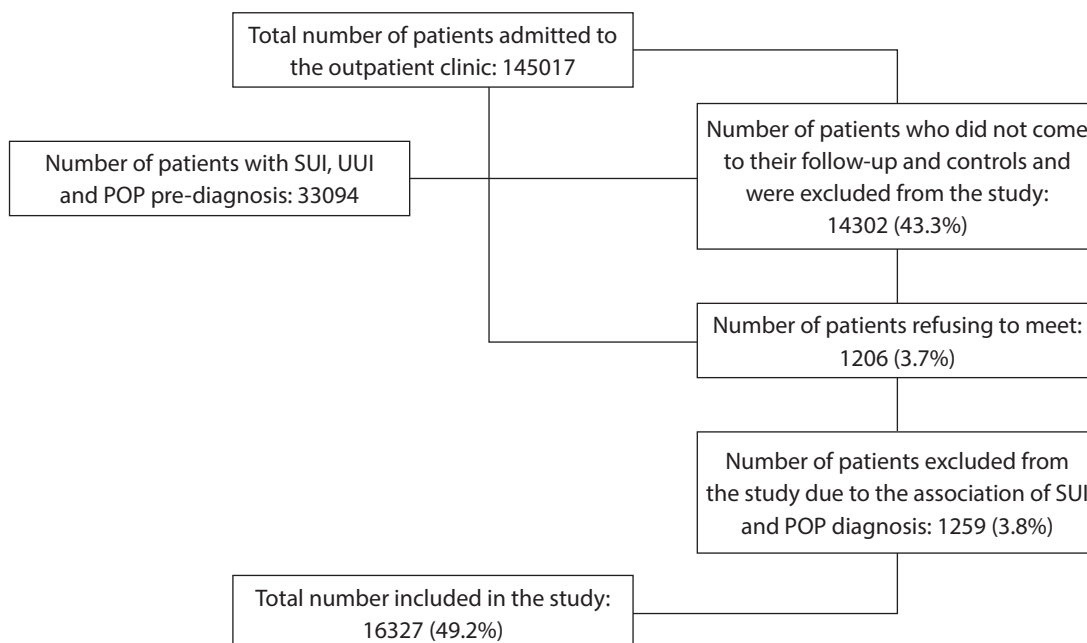 Total number of patients admitted to
the outpatient clinic: 145017
Number of patients who did not come
to their follow-up and controls and
were excluded from the study:
14302 (43.3%)
Number of patients with SUI, UUI
and POP pre-diagnosis: 33094
Number of patients refusing to meet:
1206 (3.7%)
Number of patients excluded from
the study due to the association of SUI
and POP diagnosis: 1259 (3.8%)
Total number included in the study:
16327 (49.2%)